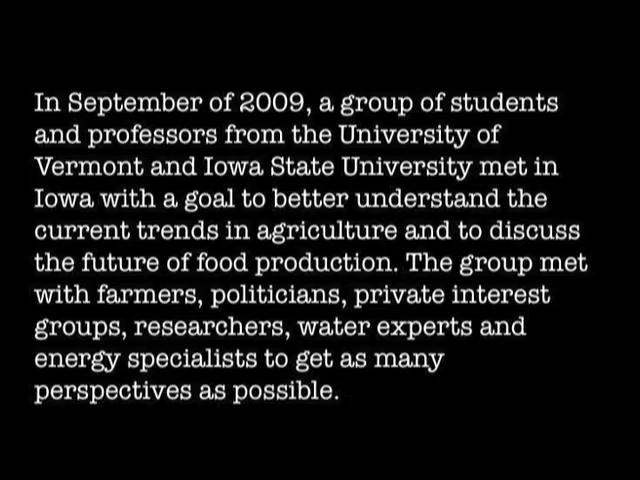 In September of 2009, a group of students
and professors from the University of
Vermont and Iowa State University met in
Iowa with a goal to better understand the
current trends in agriculture and to discuss
the future of food production. The group met
with farmers, politicians, private interest
groups, researchers, water experts and
energy specialists to get as many
perspectives as possible.